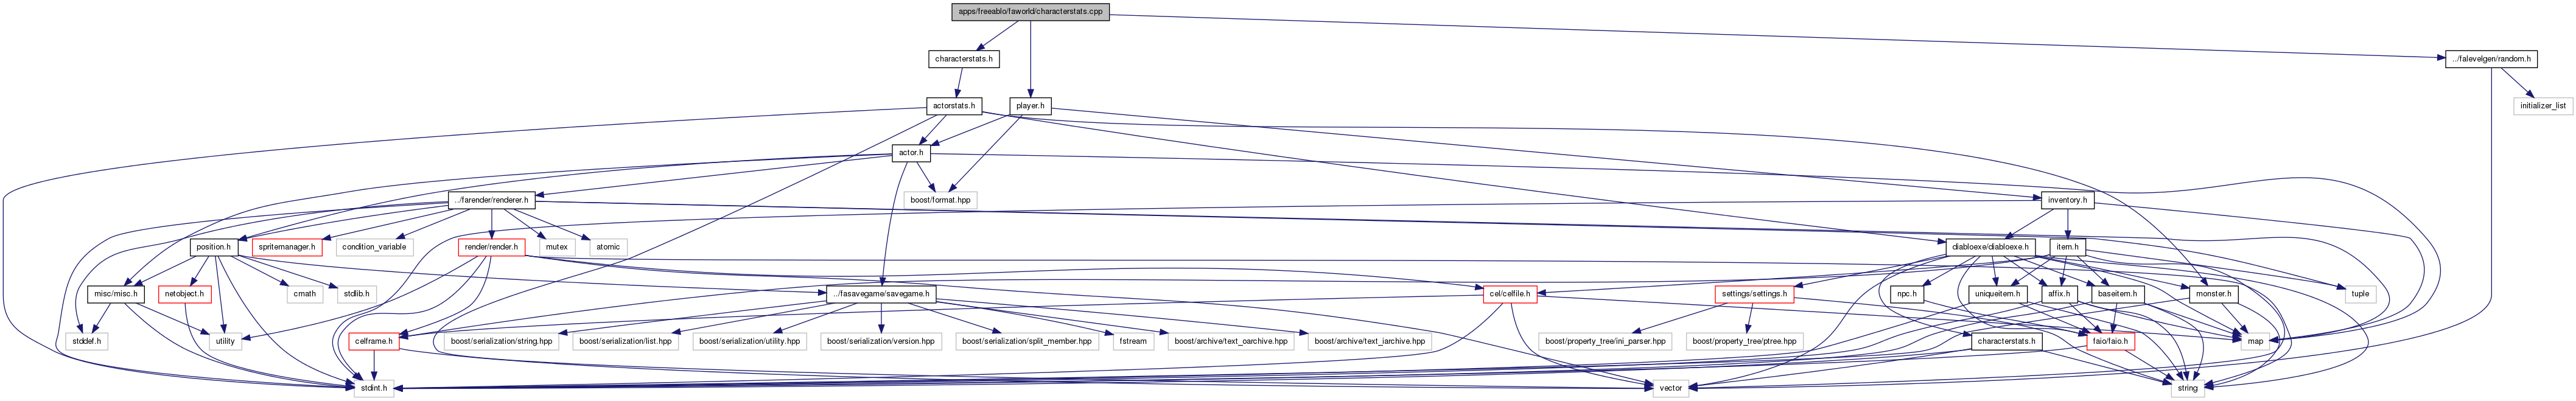 apps/freeablo/faworld/characterstats.cpp
characterstats.h
../falevelgen/random.h
actorstats.h
player.h
initializer_list
actor.h
../farender/renderer.h
boost/format.hpp
inventory.h
position.h
spritemanager.h
condition_variable
render/render.h
mutex
atomic
diabloexe/diabloexe.h
item.h
misc/misc.h
netobject.h
cmath
stdlib.h
../fasavegame/savegame.h
cel/celfile.h
settings/settings.h
npc.h
uniqueitem.h
affix.h
baseitem.h
monster.h
tuple
stddef.h
utility
celframe.h
boost/serialization/string.hpp
boost/serialization/list.hpp
boost/serialization/utility.hpp
boost/serialization/version.hpp
boost/serialization/split_member.hpp
fstream
boost/archive/text_oarchive.hpp
boost/archive/text_iarchive.hpp
boost/property_tree/ini_parser.hpp
boost/property_tree/ptree.hpp
characterstats.h
faio/faio.h
map
stdint.h
vector
string